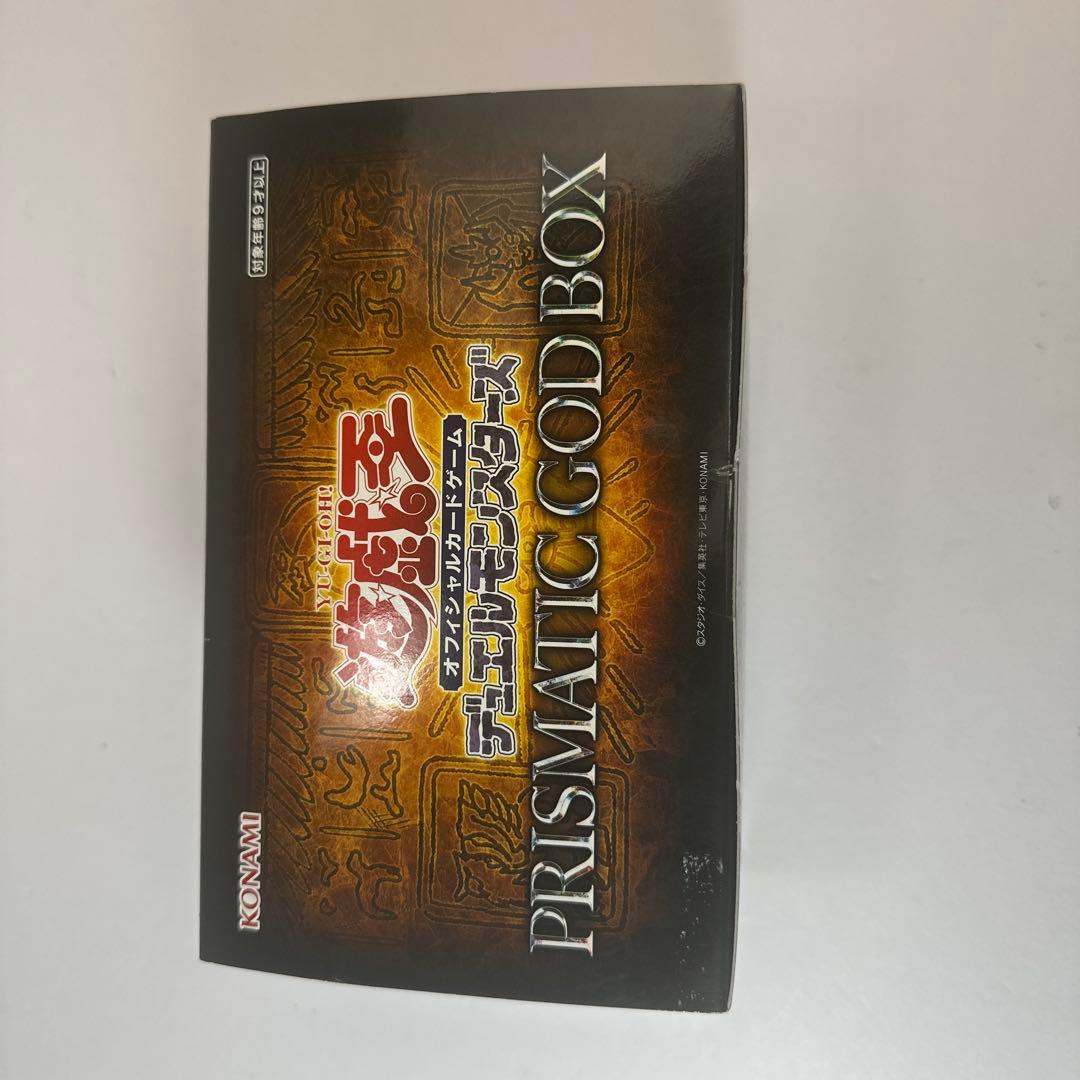 KONAMI
対象年齢9才以上
YU-GI-OH!
遊戯王
オフィシャルカードゲーム
デュエルモンスターズ
PRISMATIC GOD BOX
©スタジオ・ダイス/集英社・テレビ東京・KONAMI